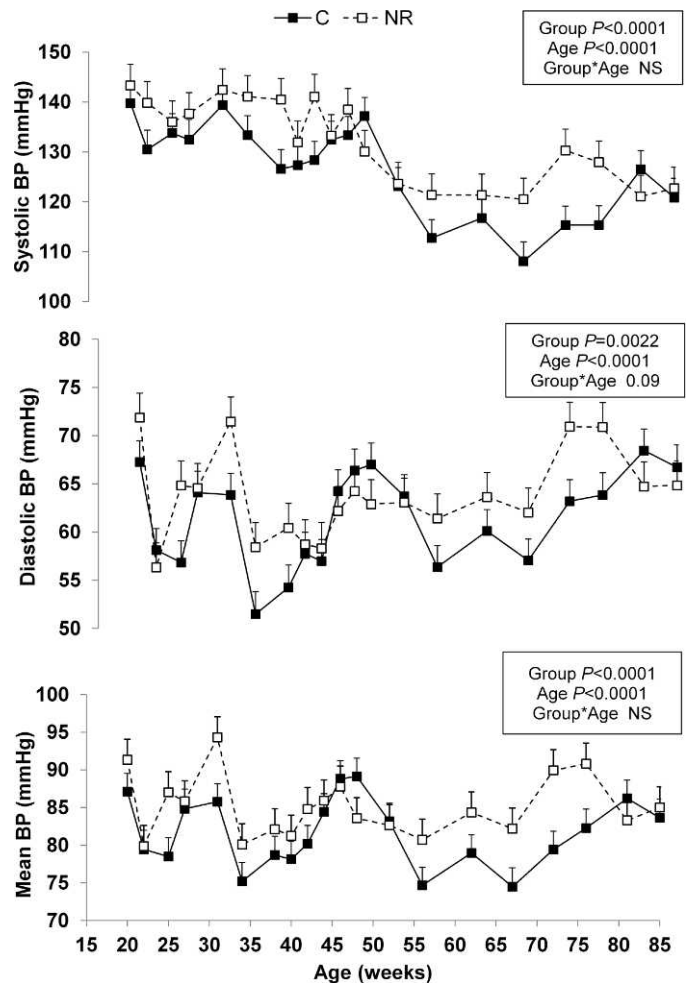 C NR
Group P<0.0001
Age P<0.0001
Group*Age NS
Systolic BP (mmHg)
150
140
130
120
110
100
Group P=0.0022
Age P<0.0001
Group*Age 0.09
Diastolic BP (mmHg)
80
75
70
65
60
55
50
Group P<0.0001
Age P<0.0001
Group*Age NS
Mean BP (mmHg)
100
95
90
85
80
75
70
15 20 25 30 35 40 45 50 55 60 65 70 75 80 85
Age (weeks)